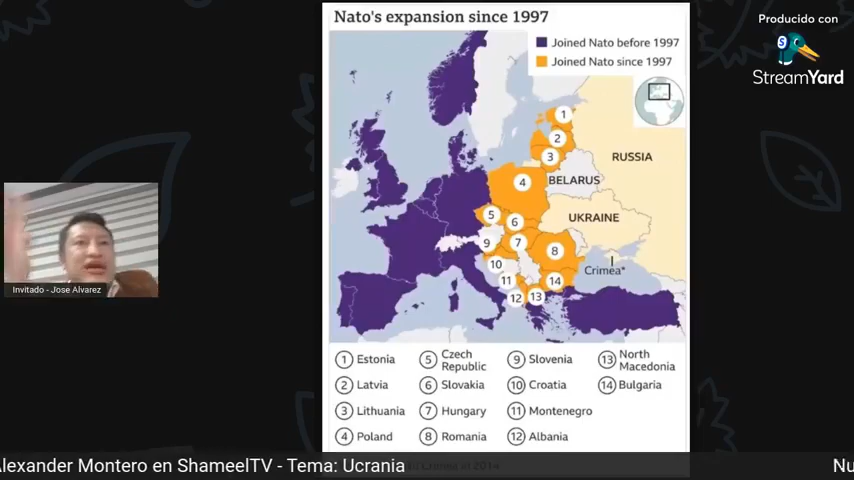 Nato's expansion since 1997
Joined Nato before 1997
Joined Nato since 1997
Producido con
StreamYard
1
2
3
RUSSIA
4
BELARUS
5
6
UKRAINE
9
7
8
10
Crimea*
11
14
12
13
Invitado - Jose Alvarez
1 Estonia
2 Latvia
3 Lithuania
4 Poland
5 Czech
Republic
6 Slovakia
7 Hungary
8 Romania
9 Slovenia
10 Croatia
11 Montenegro
12 Albania
13 North
Macedonia
14 Bulgaria
Alexander Montero en ShameelTV - Tema: Ucrania
Nu